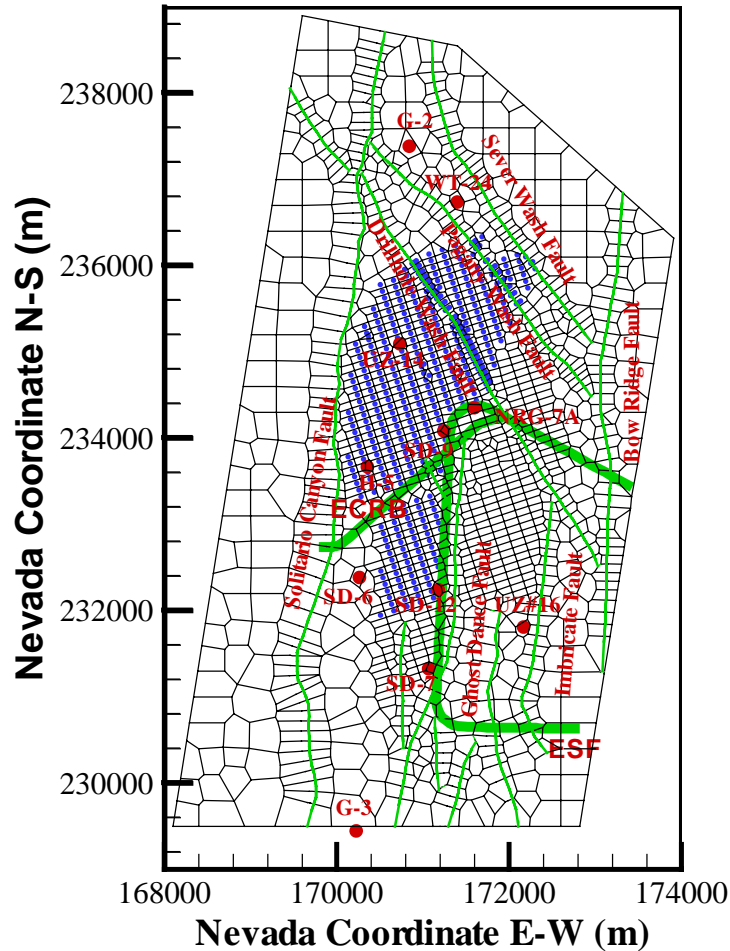 238000
236000
234000
232000
230000
168000
170000
172000
174000
Nevada Coordinate N-S (m)
Nevada Coordinate E-W (m)
G-2
WT-24
Sever Wash Fault
Pagany Wash Fault
Drillhole Wash Fault
UZ-14
Bow Ridge Fault
NRG-7A
SD-9
H-5
ECRB
Solitario Canyon Fault
SD-6
SD-12
UZ#16
Ghost Dance Fault
Imbricate Fault
SD-7
ESF
G-3